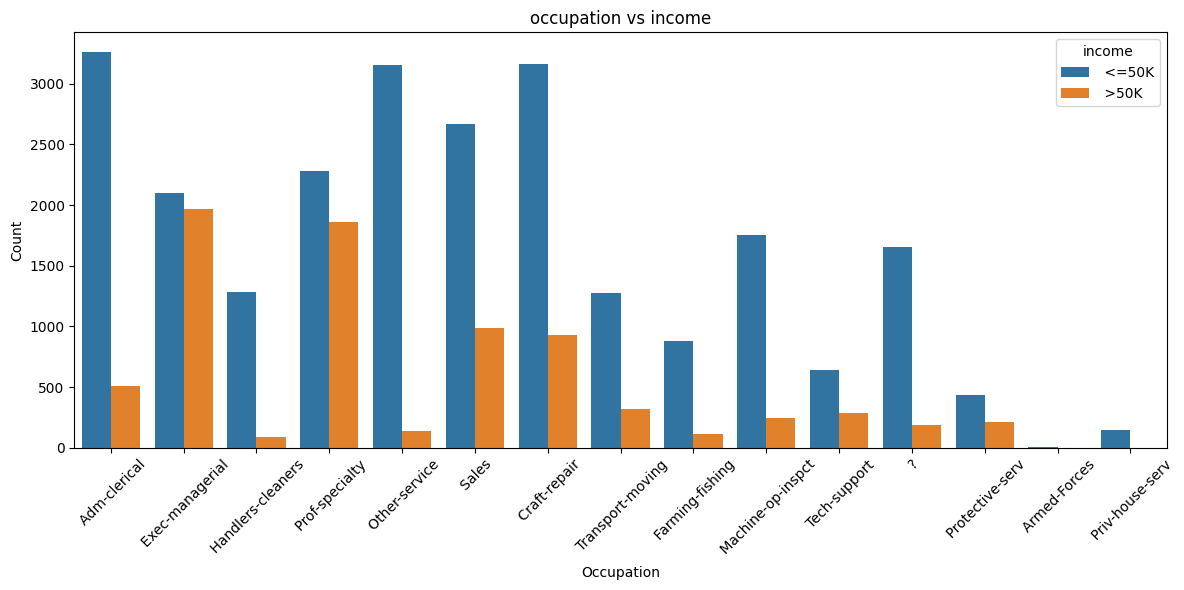 occupation vs income
income
<=50K
>50K
Count
3000
2500
2000
1500
1000
500
0
Adm-clerical
Exec-managerial
Handlers-cleaners
Prof-specialty
Other-service
Sales
Craft-repair
Transport-moving
Farming-fishing
Machine-op-inspct
Tech-support
?
Protective-serv
Armed-Forces
Priv-house-serv
Occupation